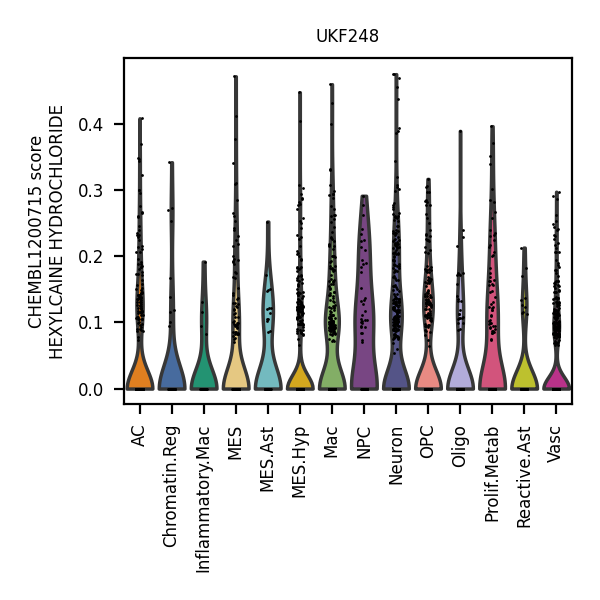 UKF248
CHEMBL1200715 score
HEXYLCAINE HYDROCHLORIDE
0.4
0.3
0.2
0.1
0.0
AC
Chromatin.Reg
Inflammatory.Mac
MES
MES.Ast
MES.Hyp
Mac
NPC
Neuron
OPC
Oligo
Prolif.Metab
Reactive.Ast
Vasc